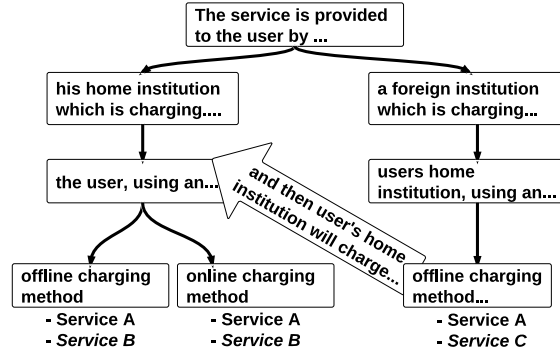 The service is provided
to the user by ...
his home institution
which is charging....
a foreign institution
which is charging...
the user, using an...
and then user's home
institution will charge...
users home
institution, using an...
offline charging
method
- Service A
- Service B
online charging
method
- Service A
- Service B
offline charging
method...
- Service A
- Service C